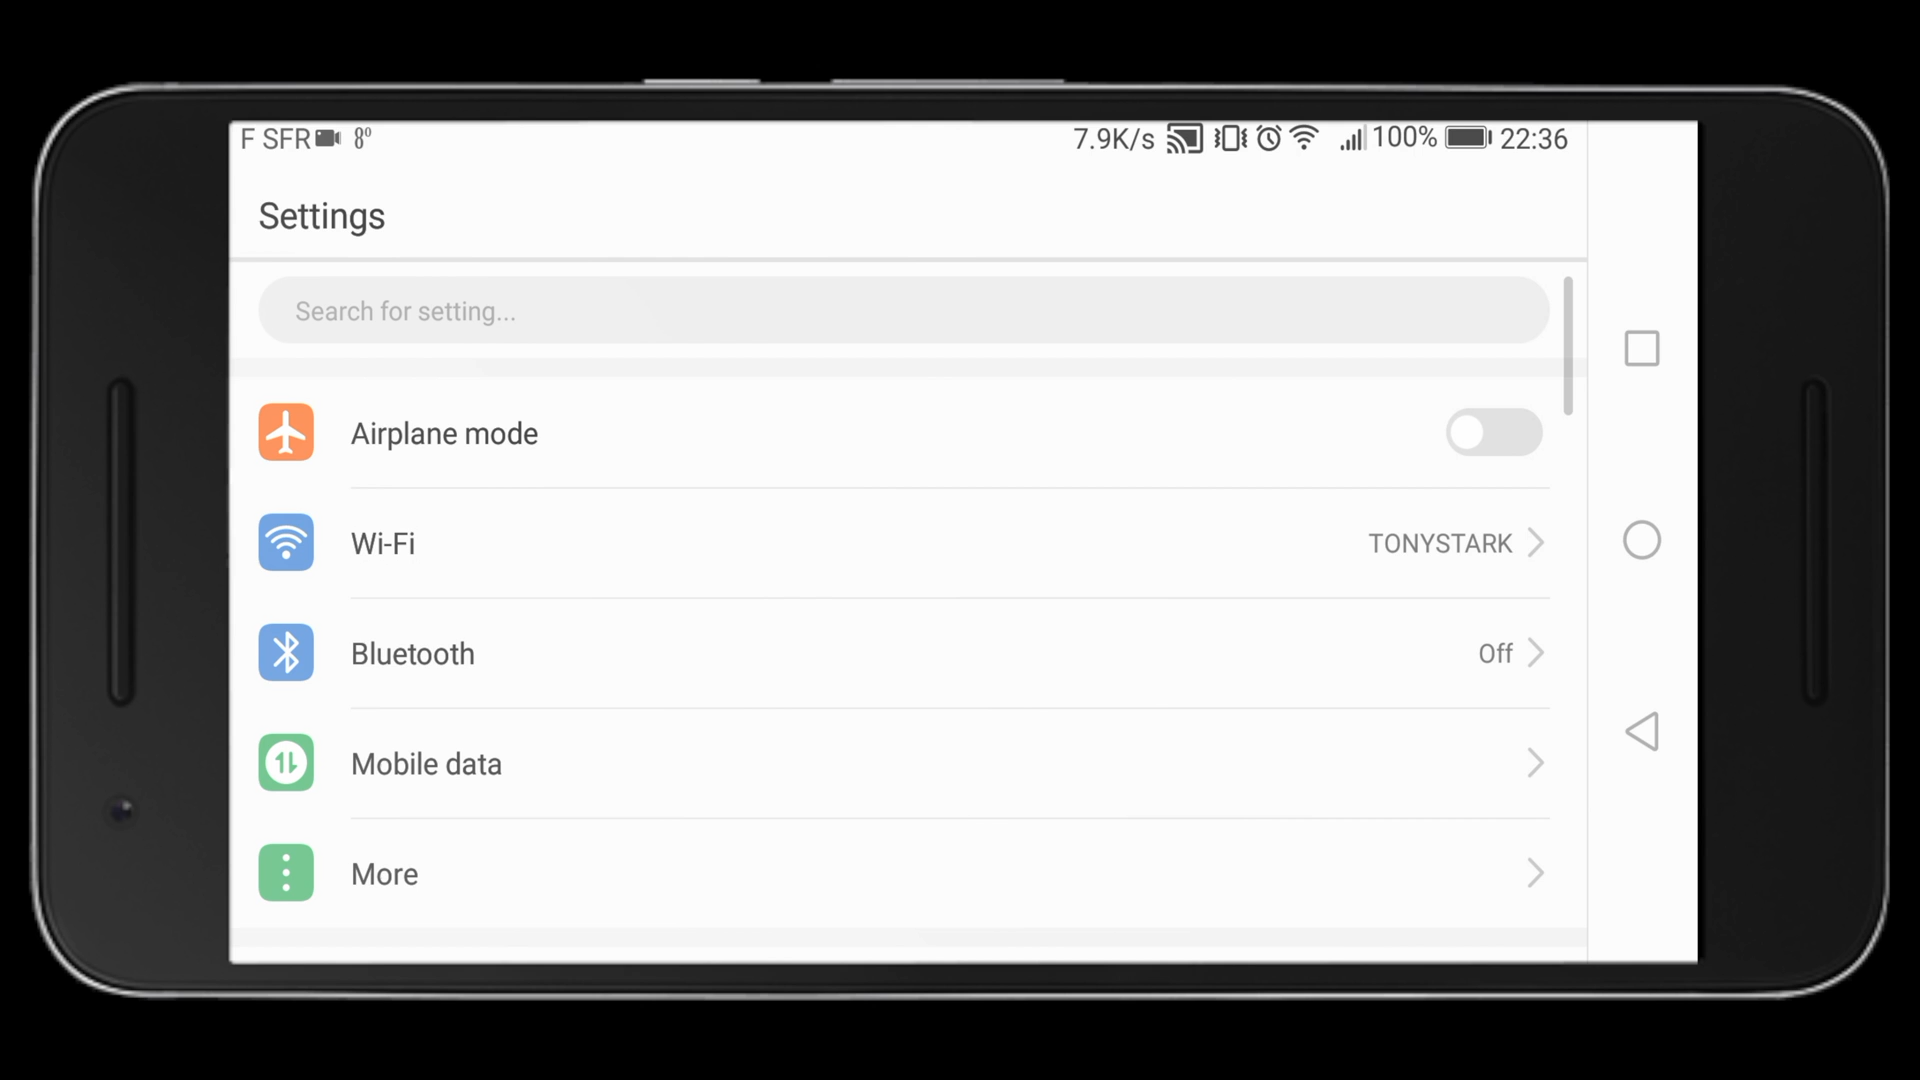 F SFR 8⁰ 7.9K/s 100% 22:36
Settings
Search for setting...
Airplane mode
Wi-Fi TONYSTARK
Bluetooth Off
Mobile data
More